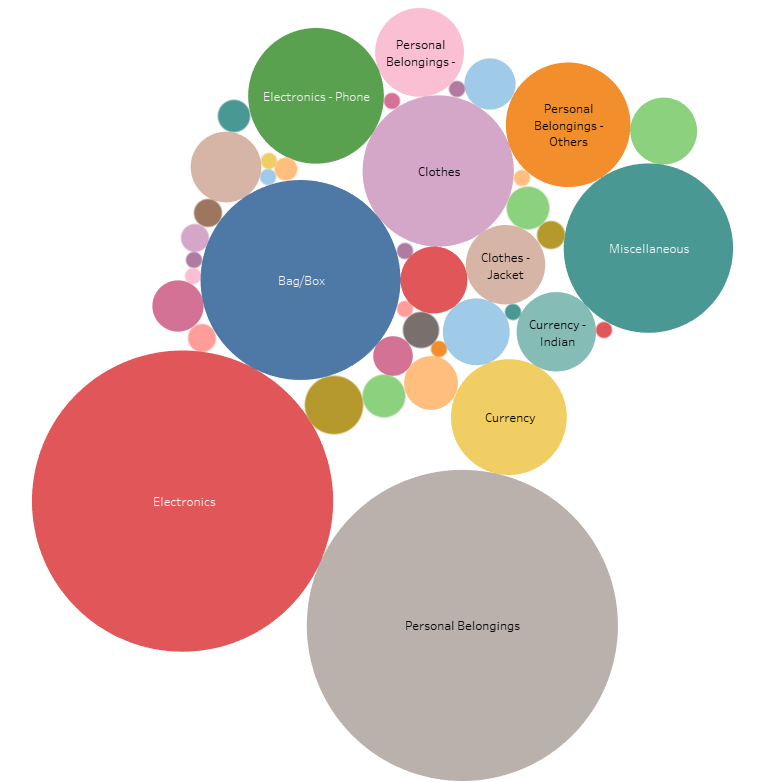 Personal
Belongings -
Electronics - Phone
Personal
Belongings -
Others
Clothes
Miscellaneous
Clothes -
Jacket
Bag/Box
Currency -
Indian
Currency
Electronics
Personal Belongings